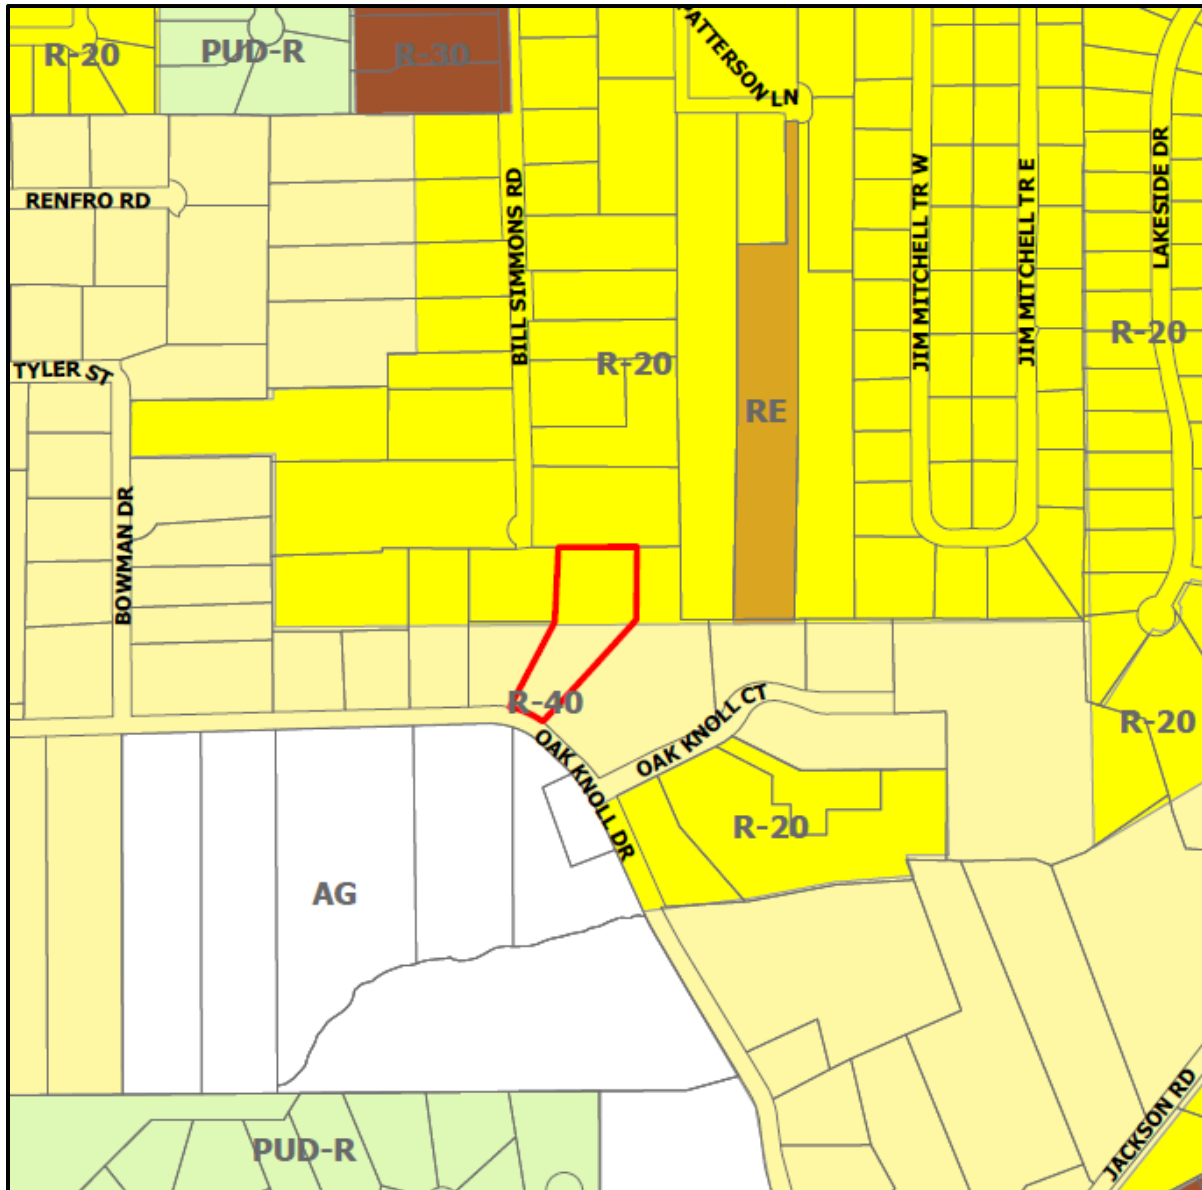 PATTERSON LN
R-20
PUD-R
R-30
RENFRO RD
BILL SIMMONS RD
JIM MITCHELL TR W
JIM MITCHELL TR E
LAKESIDE DR
R-20
TYLER ST
R-20
RE
BOWMAN DR
R-40
OAK KNOLL CT
R-20
OAK KNOLL DR
R-20
AG
JACKSON RD
PUD-R